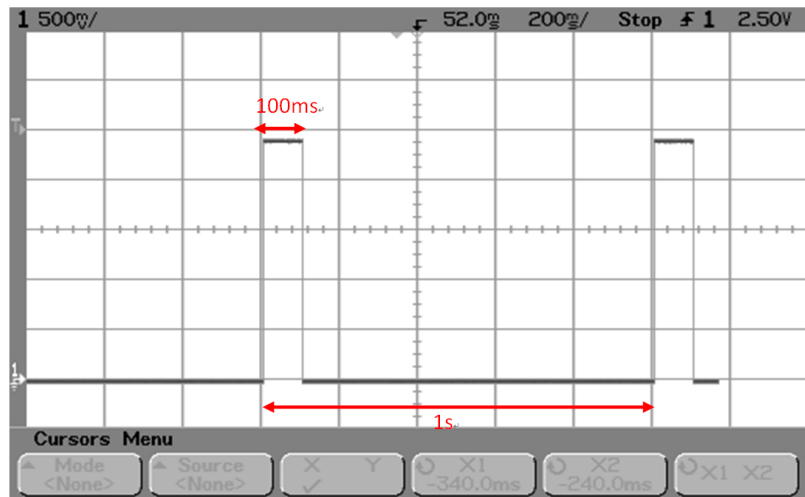 1 500mV/ 52.0ms 200ms/ Stop 1 2.50V
100ms
T
1
1s
Cursors Menu
Mode Source X Y X1 X2 X1 X2
<None> <None> ✓ -340.0ms -240.0ms